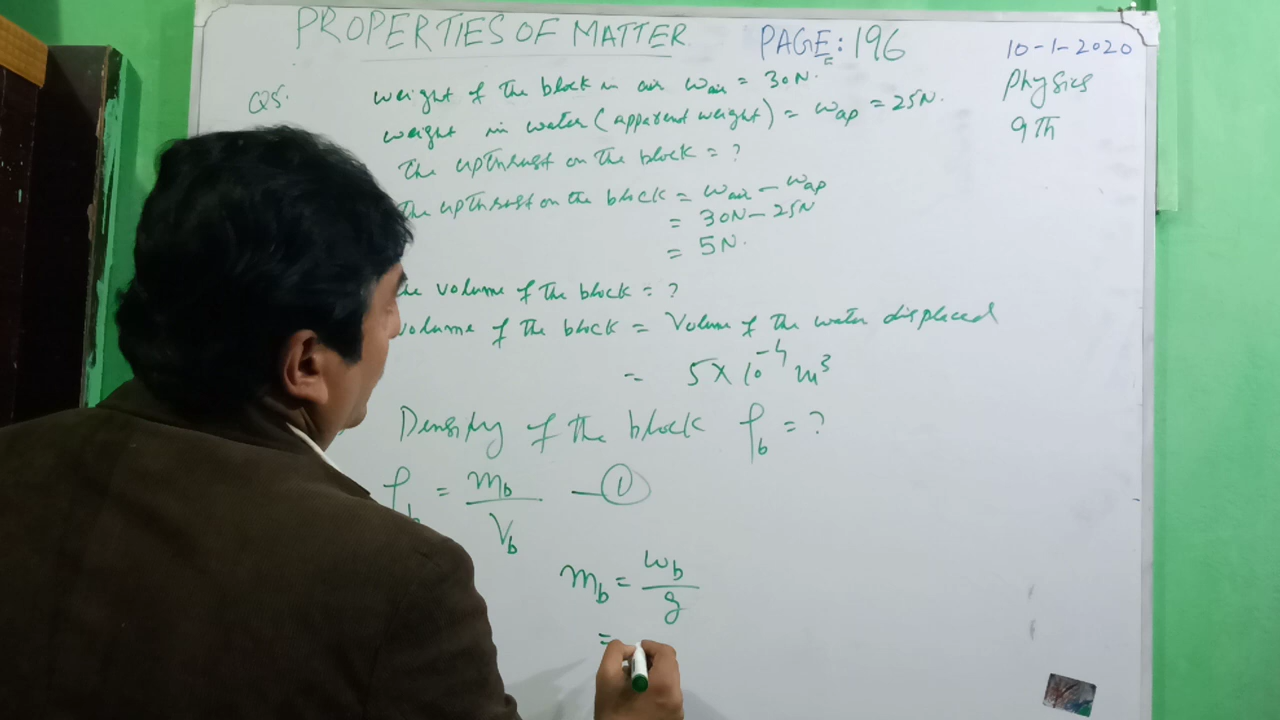 PROPERTIES OF MATTER PAGE: 196
10-1-2020
Physics
9Th
Q5. weight of the block in air Wair = 30N.
weight in water (apparent weight) = Wap = 25N.
The upthrust on the block = ?
The upthrust on the block = Wair - Wap
= 30N - 25N
= 5N.
he volume of the block = ?
volume of the block = Volume of the water displaced
= 5 X 10⁻⁴ m³
Density of the block ρb = ?
ρb = mb / Vb — ①
mb = wb / g
=